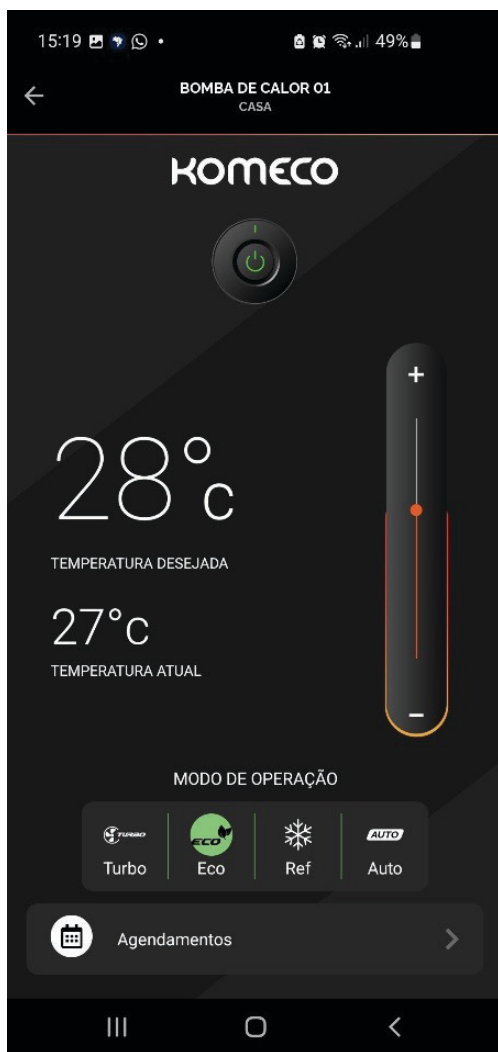 15:19 49%
BOMBA DE CALOR 01
CASA
KOMECO
+
28°c
TEMPERATURA DESEJADA
27°c
TEMPERATURA ATUAL
−
MODO DE OPERAÇÃO
TURBO ECO AUTO
Turbo Eco Ref Auto
Agendamentos